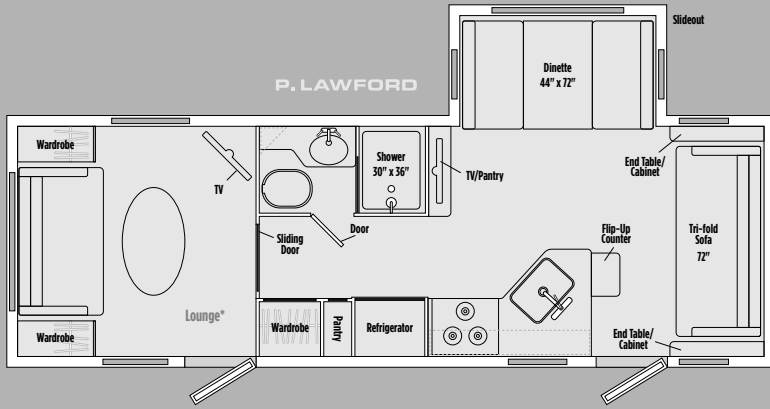 Slideout
Dinette
44" x 72"
P. LAWFORD
Wardrobe
TV
Shower
30" x 36"
TV/Pantry
End Table/
Cabinet
Tri-fold
Sofa
72"
Flip-Up
Counter
Door
Sliding
Door
Lounge*
Wardrobe
Wardrobe
Pantry
Refrigerator
End Table/
Cabinet